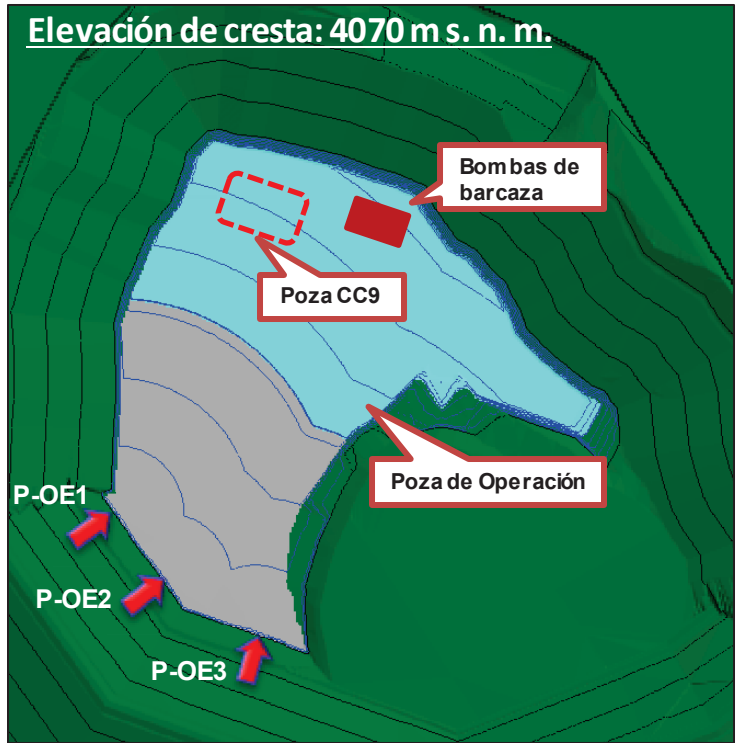 Elevación de cresta: 4070 m s. n. m.
Bombas de
barcaza
Poza CC9
Poza de Operación
P-OE1
P-OE2
P-OE3